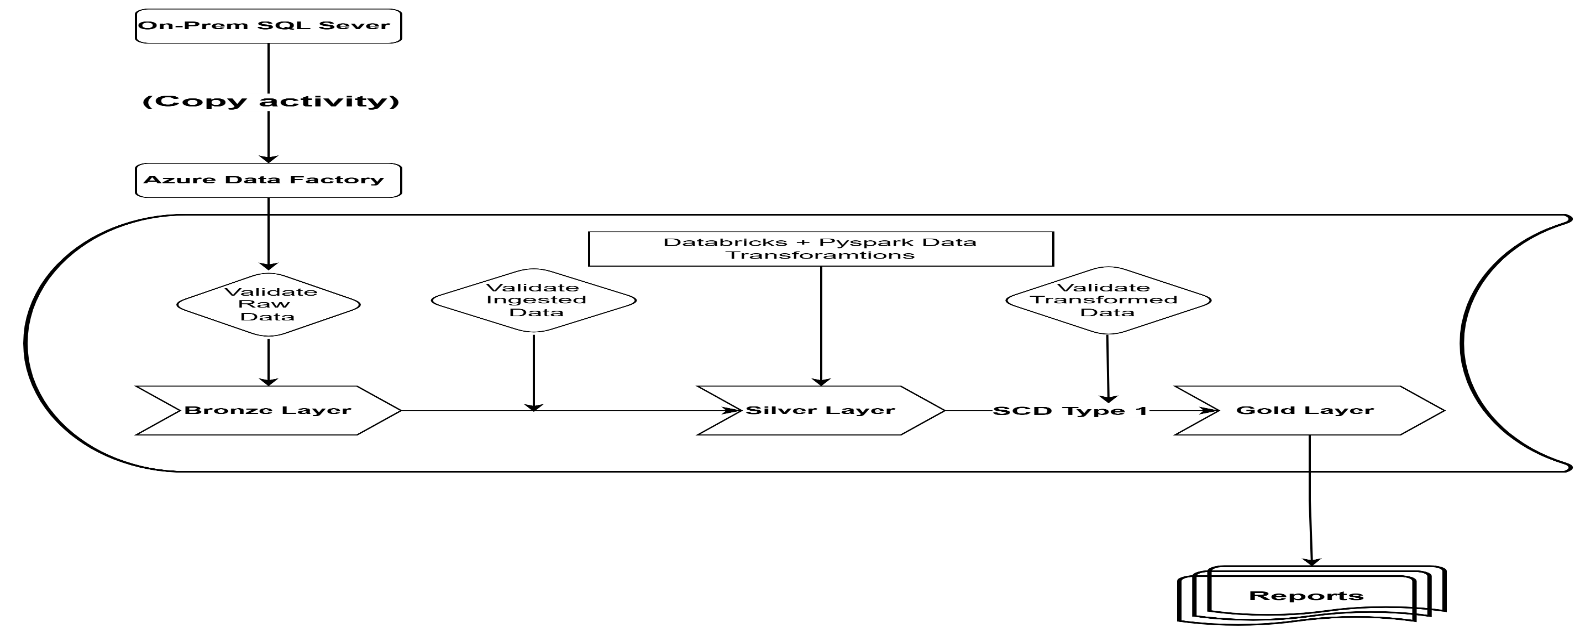 On-Prem SQL Sever
(Copy activity)
Azure Data Factory
Databricks + Pyspark Data
Transforamtions
Validate
Raw
Data
Validate
Ingested
Data
Validate
Transformed
Data
Bronze Layer
Silver Layer
SCD Type 1
Gold Layer
Reports